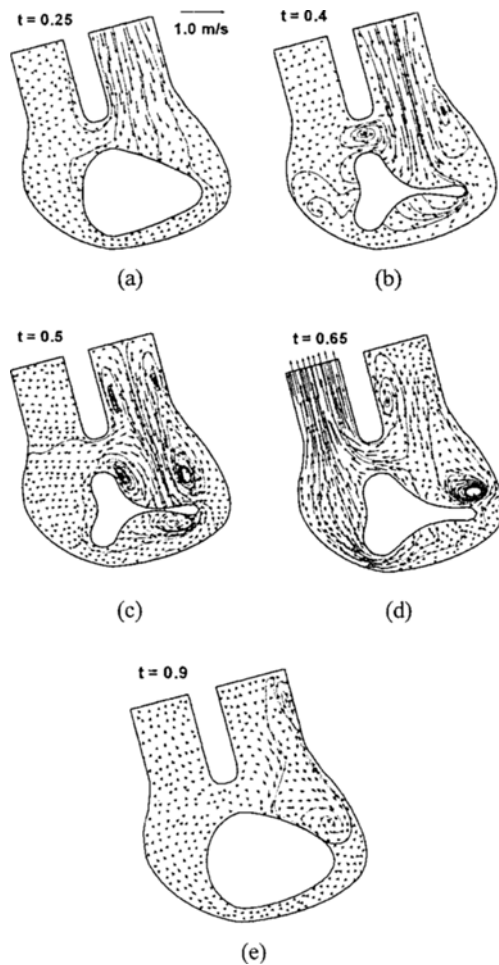 t = 0.25
1.0 m/s
t = 0.4
(a)
(b)
t = 0.5
t = 0.65
(c)
(d)
t = 0.9
(e)